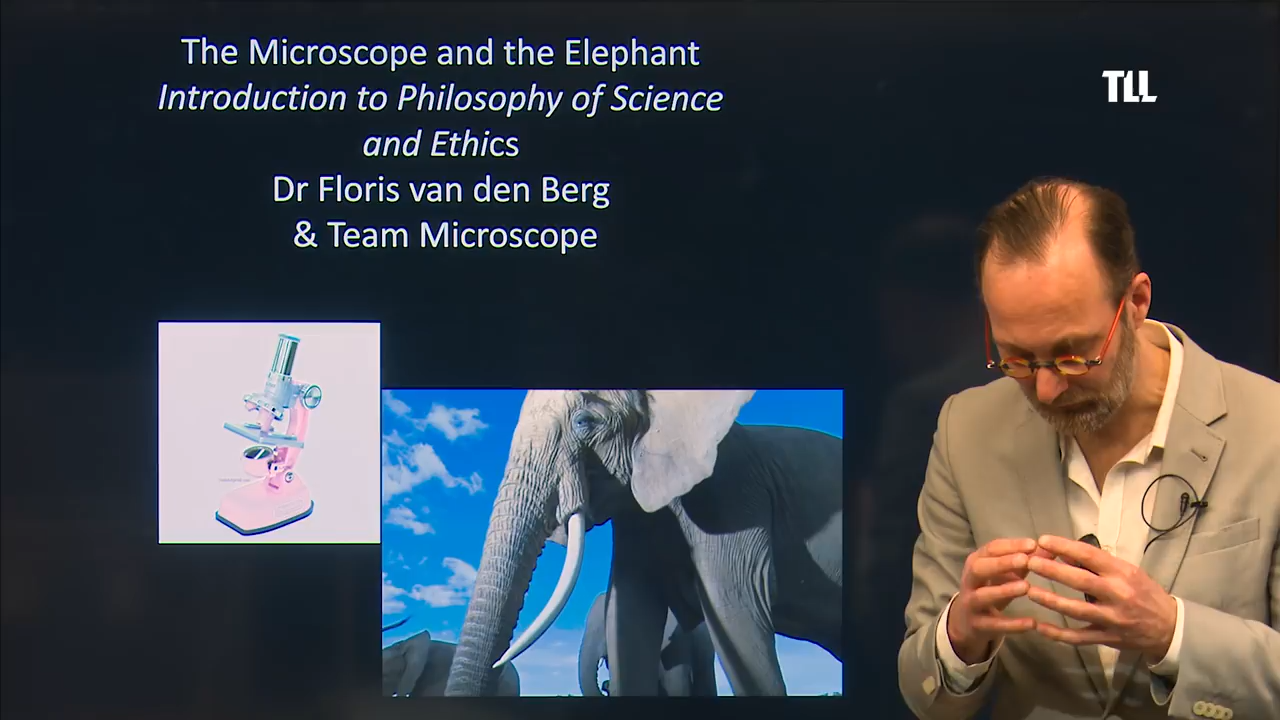 The Microscope and the Elephant
Introduction to Philosophy of Science
and Ethics
Dr Floris van den Berg
& Team Microscope
TLL